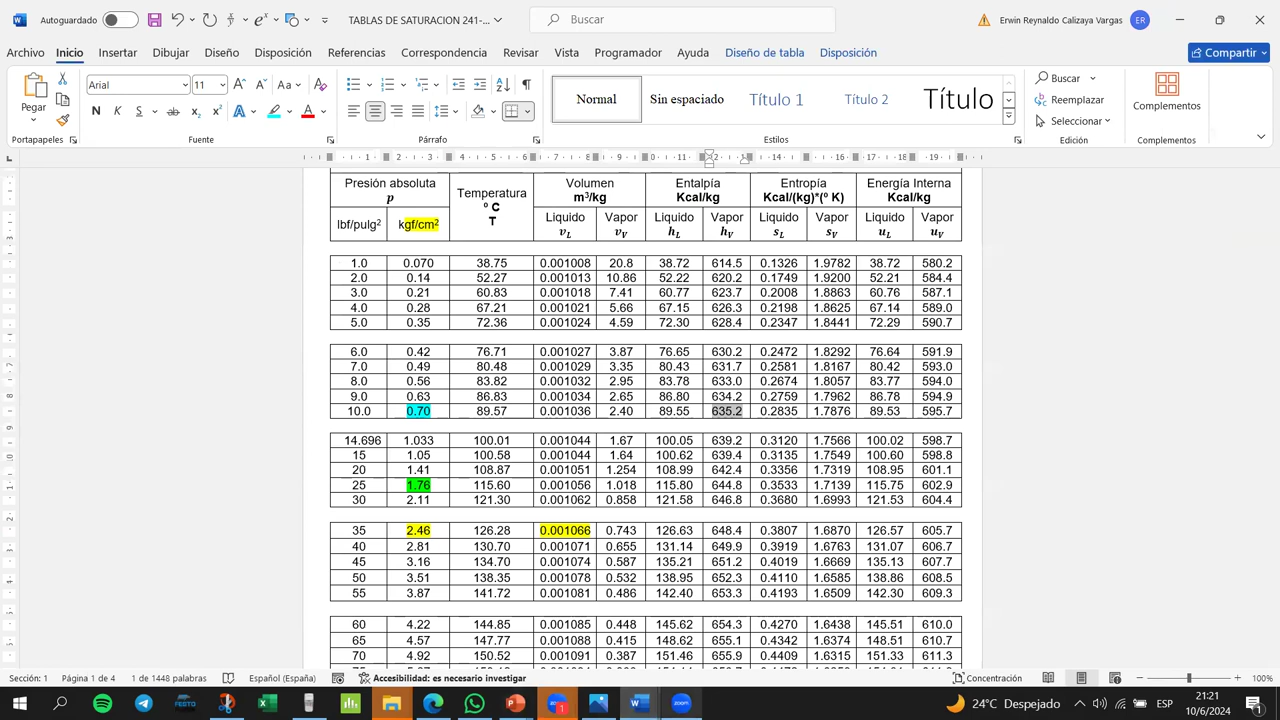 Autoguardado
TABLAS DE SATURACION 241-...
Buscar
Erwin Reynaldo Calizaya Vargas
ER
Archivo Inicio Insertar Dibujar Diseño Disposición Referencias Correspondencia Revisar Vista Programador Ayuda Diseño de tabla Disposición
Compartir
Pegar
Arial 11
Aa
N K S ab x₂ x²
Portapapeles Fuente Párrafo Estilos Edición Complementos
Normal Sin espaciado Título 1 Título 2 Título
Buscar
Reemplazar
Seleccionar
Complementos
Presión absoluta
p
Temperatura
º C
T
Volumen
m³/kg
Entalpía
Kcal/kg
Entropía
Kcal/(kg)*(º K)
Energía Interna
Kcal/kg
lbf/pulg² kgf/cm² Liquido Vapor Liquido Vapor Liquido Vapor Liquido Vapor
v_L v_V h_L h_V s_L s_V u_L u_V
1.0 0.070 38.75 0.001008 20.8 38.72 614.5 0.1326 1.9782 38.72 580.2
2.0 0.14 52.27 0.001013 10.86 52.22 620.2 0.1749 1.9200 52.21 584.4
3.0 0.21 60.83 0.001018 7.41 60.77 623.7 0.2008 1.8863 60.76 587.1
4.0 0.28 67.21 0.001021 5.66 67.15 626.3 0.2198 1.8625 67.14 589.0
5.0 0.35 72.36 0.001024 4.59 72.30 628.4 0.2347 1.8441 72.29 590.7
6.0 0.42 76.71 0.001027 3.87 76.65 630.2 0.2472 1.8292 76.64 591.9
7.0 0.49 80.48 0.001029 3.35 80.43 631.7 0.2581 1.8167 80.42 593.0
8.0 0.56 83.82 0.001032 2.95 83.78 633.0 0.2674 1.8057 83.77 594.0
9.0 0.63 86.83 0.001034 2.65 86.80 634.2 0.2759 1.7962 86.78 594.9
10.0 0.70 89.57 0.001036 2.40 89.55 635.2 0.2835 1.7876 89.53 595.7
14.696 1.033 100.01 0.001044 1.67 100.05 639.2 0.3120 1.7566 100.02 598.7
15 1.05 100.58 0.001044 1.64 100.62 639.4 0.3135 1.7549 100.60 598.8
20 1.41 108.87 0.001051 1.254 108.99 642.4 0.3356 1.7319 108.95 601.1
25 1.76 115.60 0.001056 1.018 115.80 644.8 0.3533 1.7139 115.75 602.9
30 2.11 121.30 0.001062 0.858 121.58 646.8 0.3680 1.6993 121.53 604.4
35 2.46 126.28 0.001066 0.743 126.63 648.4 0.3807 1.6870 126.57 605.7
40 2.81 130.70 0.001071 0.655 131.14 649.9 0.3919 1.6763 131.07 606.7
45 3.16 134.70 0.001074 0.587 135.21 651.2 0.4019 1.6669 135.13 607.7
50 3.51 138.35 0.001078 0.532 138.95 652.3 0.4110 1.6585 138.86 608.5
55 3.87 141.72 0.001081 0.486 142.40 653.3 0.4193 1.6509 142.30 609.3
60 4.22 144.85 0.001085 0.448 145.62 654.3 0.4270 1.6438 145.51 610.0
65 4.57 147.77 0.001088 0.415 148.62 655.1 0.4342 1.6374 148.51 610.7
70 4.92 150.52 0.001091 0.387 151.46 655.9 0.4409 1.6315 151.33 611.3
Sección: 1 Página 1 de 4 1 de 1448 palabras Español (España) Accesibilidad: es necesario investigar Concentración 100%
24°C Despejado ESP 21:21
10/6/2024